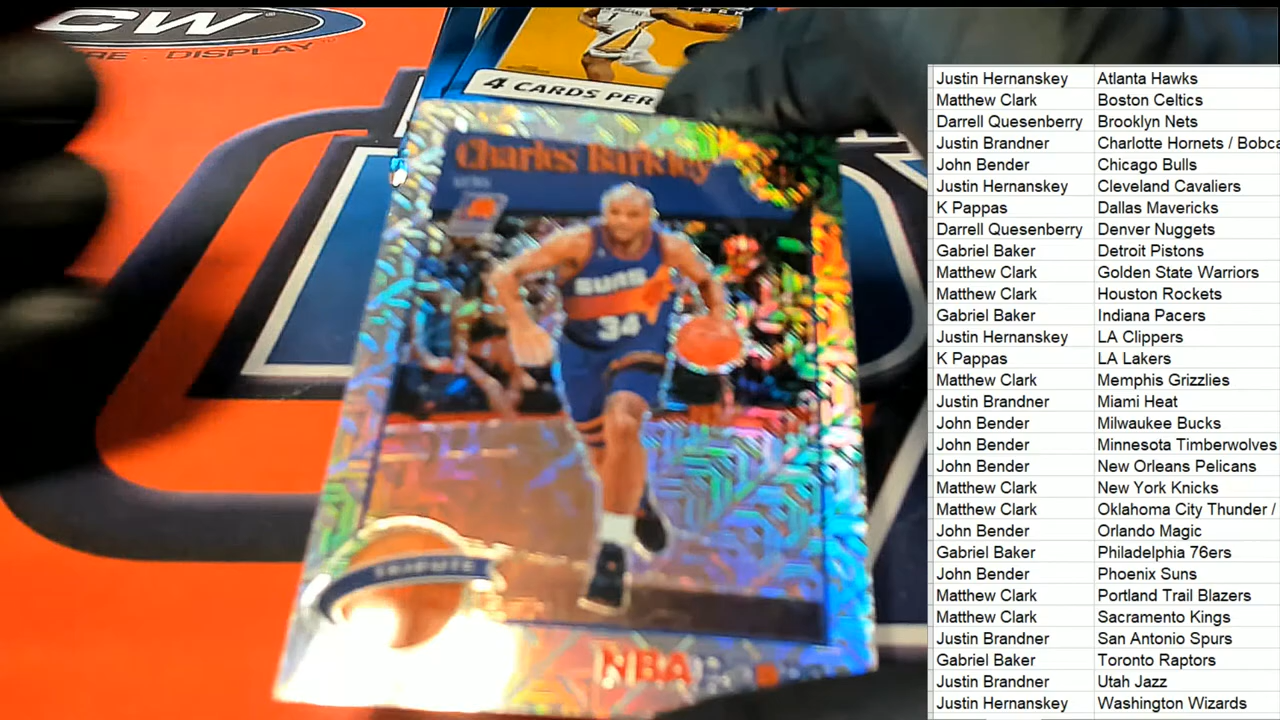 CW
RE . DISPLAY
4 CARDS PER
Charles Barkley
SUNS
34
TRIBUTE
NBA
Justin Hernanskey Atlanta Hawks
Matthew Clark Boston Celtics
Darrell Quesenberry Brooklyn Nets
Justin Brandner Charlotte Hornets / Bobca
John Bender Chicago Bulls
Justin Hernanskey Cleveland Cavaliers
K Pappas Dallas Mavericks
Darrell Quesenberry Denver Nuggets
Gabriel Baker Detroit Pistons
Matthew Clark Golden State Warriors
Matthew Clark Houston Rockets
Gabriel Baker Indiana Pacers
Justin Hernanskey LA Clippers
K Pappas LA Lakers
Matthew Clark Memphis Grizzlies
Justin Brandner Miami Heat
John Bender Milwaukee Bucks
John Bender Minnesota Timberwolves
John Bender New Orleans Pelicans
Matthew Clark New York Knicks
Matthew Clark Oklahoma City Thunder /
John Bender Orlando Magic
Gabriel Baker Philadelphia 76ers
John Bender Phoenix Suns
Matthew Clark Portland Trail Blazers
Matthew Clark Sacramento Kings
Justin Brandner San Antonio Spurs
Gabriel Baker Toronto Raptors
Justin Brandner Utah Jazz
Justin Hernanskey Washington Wizards